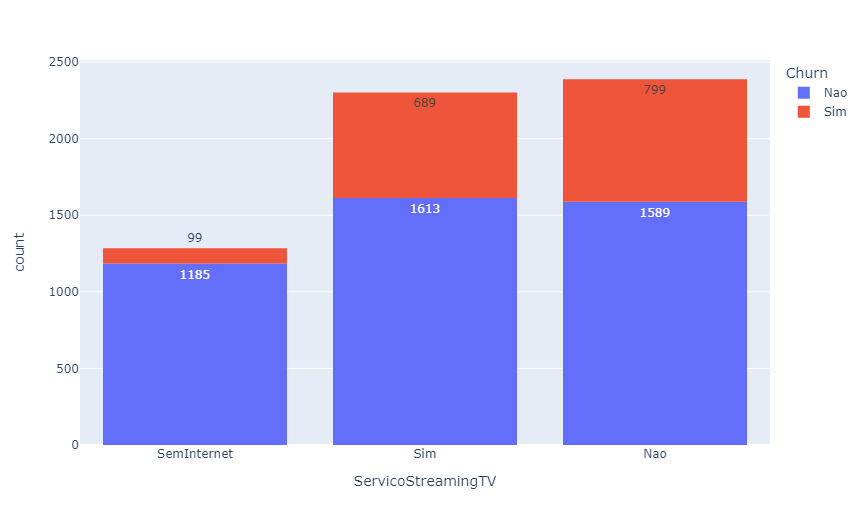 2500
2000
1500
1000
500
0
count
99
1185
689
1613
799
1589
SemInternet
Sim
Nao
ServicoStreamingTV
Churn
Nao
Sim